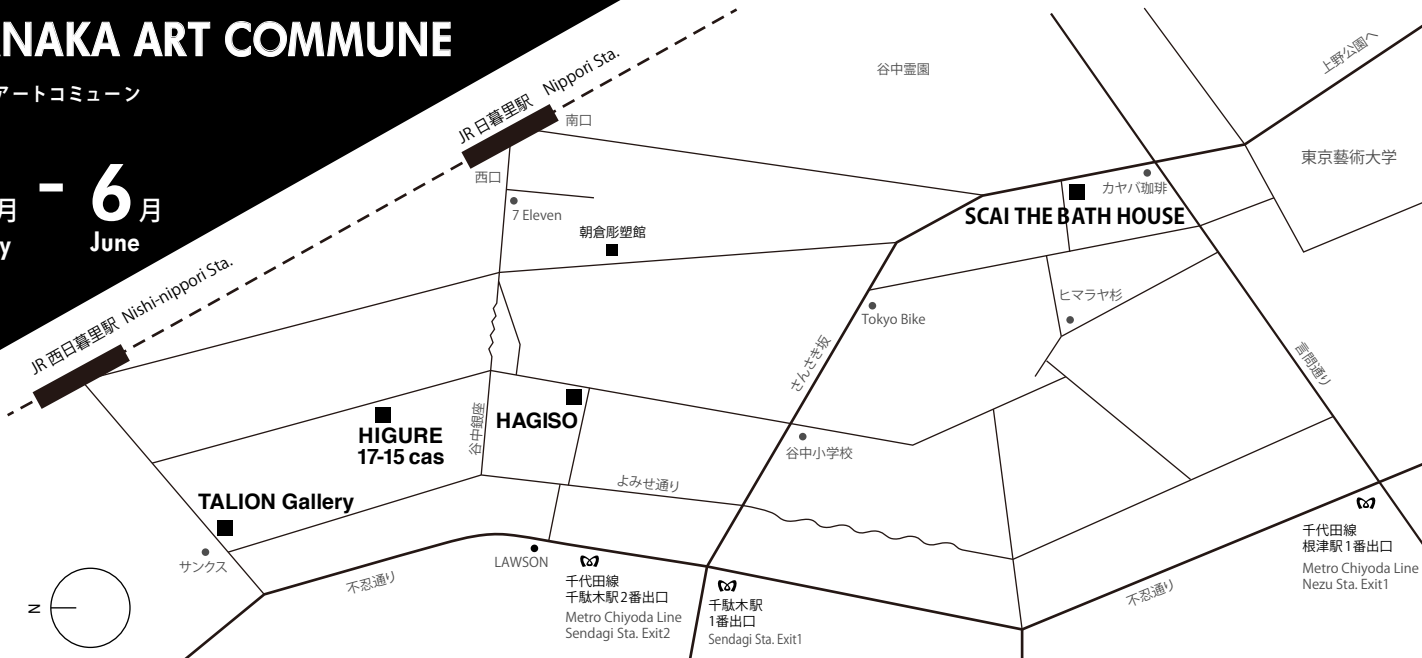 NAKA ART COMMUNE
アートコミューン
月 - 6月
y June
JR 日暮里駅 Nippori Sta.
南口
西口
7 Eleven
朝倉彫塑館
谷中霊園
上野公園へ
東京藝術大学
カヤバ珈琲
SCAI THE BATH HOUSE
JR 西日暮里駅 Nishi-nippori Sta.
Tokyo Bike
ヒマラヤ杉
さんさき坂
言問通り
HIGURE
17-15 cas
谷中銀座
HAGISO
谷中小学校
よみせ通り
TALION Gallery
サンクス
LAWSON
不忍通り
千代田線
千駄木駅2番出口
Metro Chiyoda Line
Sendagi Sta. Exit2
千駄木駅
1番出口
Sendagi Sta. Exit1
不忍通り
千代田線
根津駅1番出口
Metro Chiyoda Line
Nezu Sta. Exit1
N